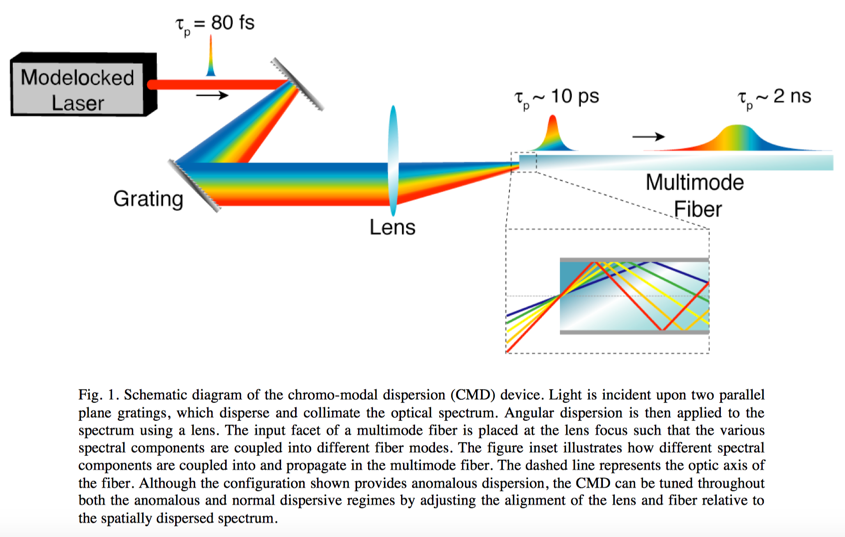 τp = 80 fs
Modelocked
Laser
τp ~ 10 ps
τp ~ 2 ns
Grating
Lens
Multimode
Fiber
Fig. 1. Schematic diagram of the chromo-modal dispersion (CMD) device. Light is incident upon two parallel
plane gratings, which disperse and collimate the optical spectrum. Angular dispersion is then applied to the
spectrum using a lens. The input facet of a multimode fiber is placed at the lens focus such that the various
spectral components are coupled into different fiber modes. The figure inset illustrates how different spectral
components are coupled into and propagate in the multimode fiber. The dashed line represents the optic axis of
the fiber. Although the configuration shown provides anomalous dispersion, the CMD can be tuned throughout
both the anomalous and normal dispersive regimes by adjusting the alignment of the lens and fiber relative to
the spatially dispersed spectrum.